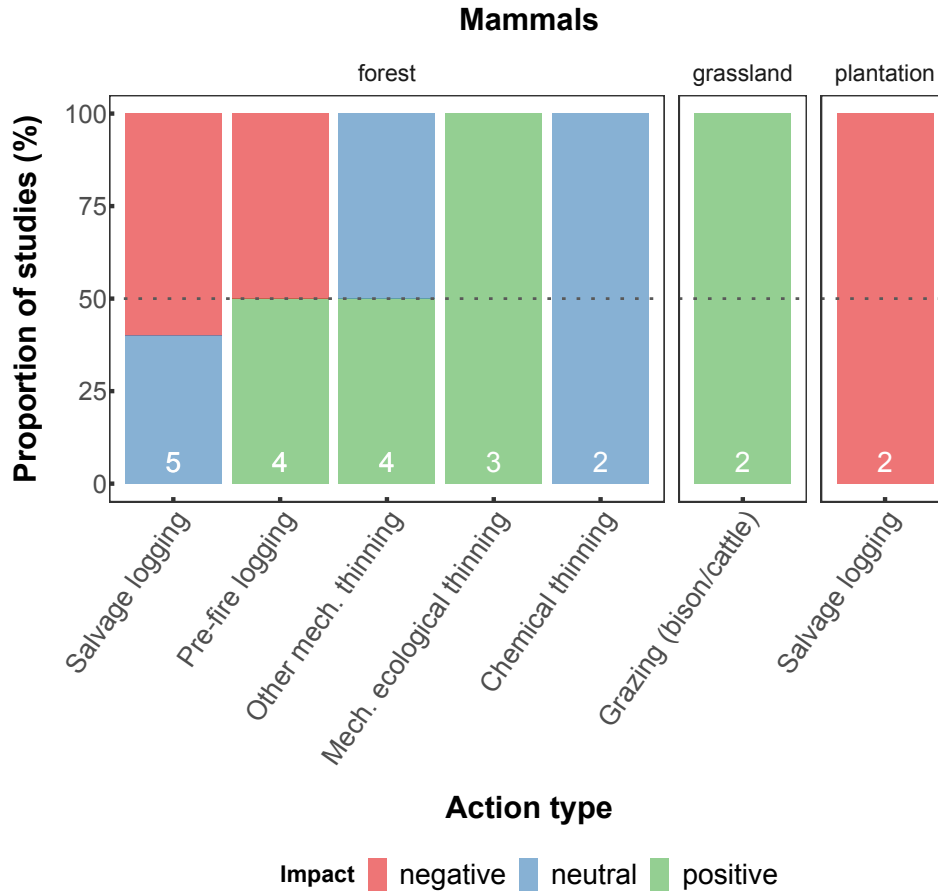 Mammals
forest
grassland
plantation
Proportion of studies (%)
100
75
50
25
0
5
4
4
3
2
2
2
Salvage logging
Pre-fire logging
Other mech. thinning
Mech. ecological thinning
Chemical thinning
Grazing (bison/cattle)
Salvage logging
Action type
Impact negative neutral positive